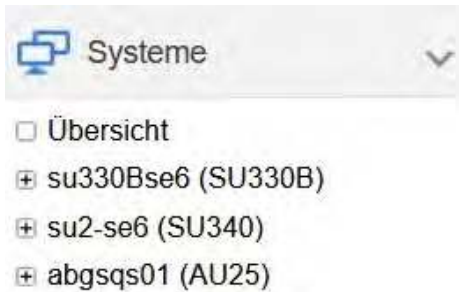 Systeme
Übersicht
su330Bse6 (SU330B)
su2-se6 (SU340)
abgsqs01 (AU25)